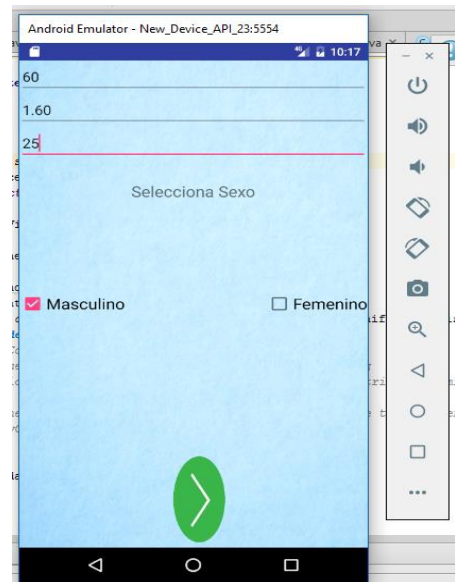 Android Emulator - New_Device_API_23:5554
10:17
60
1.60
25
Selecciona Sexo
Masculino
Femenino